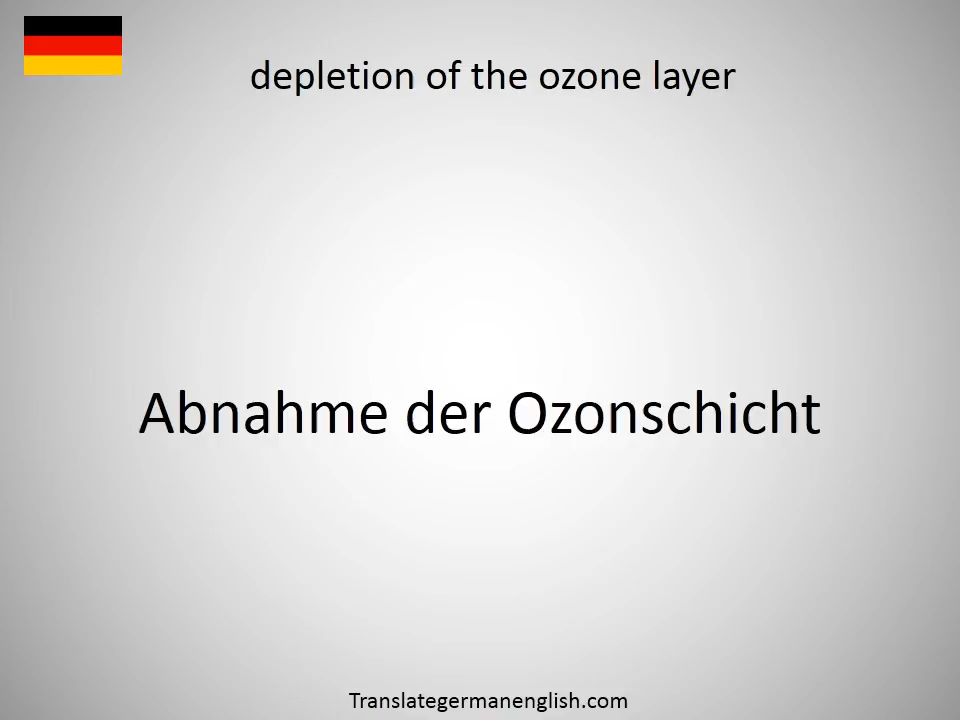 depletion of the ozone layer
Abnahme der Ozonschicht
Translategermanenglish.com